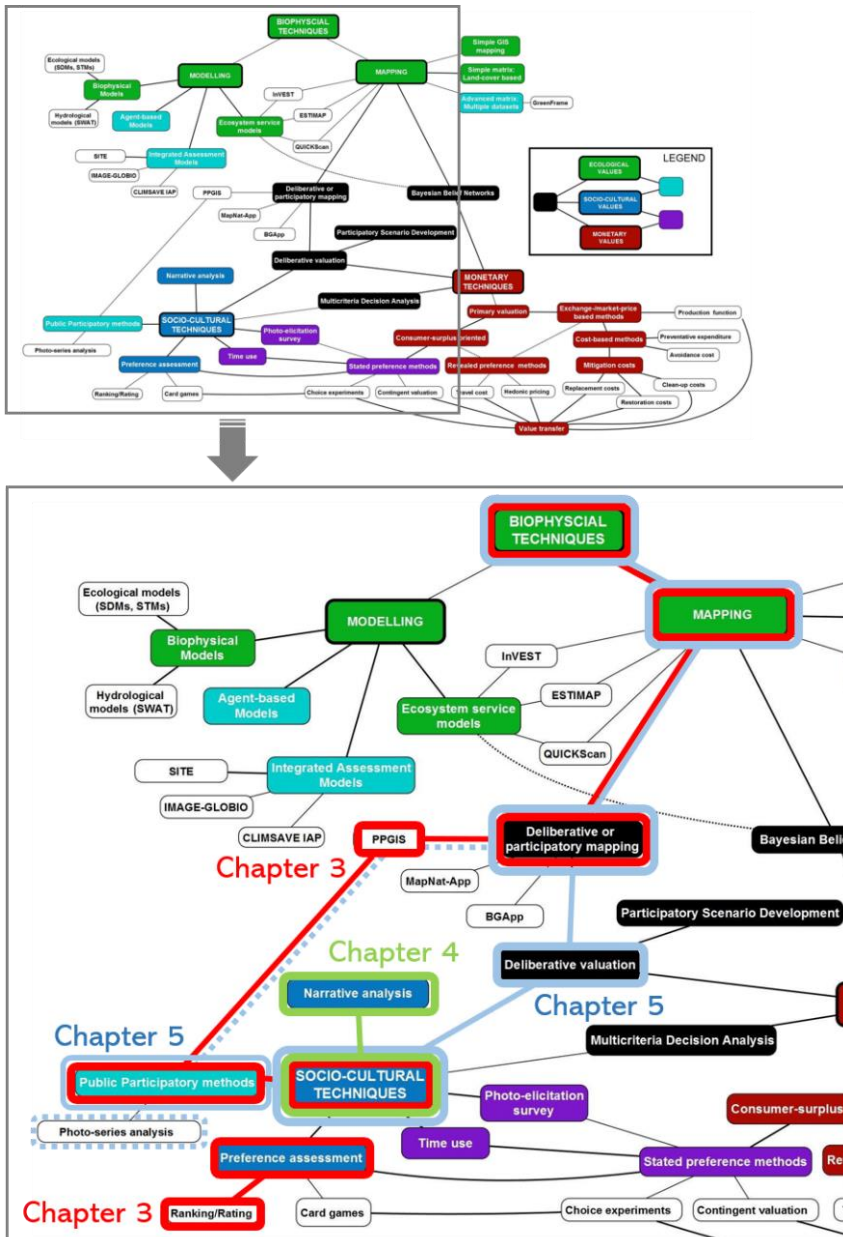 BIOPHYSCIAL
TECHNIQUES
Ecological models
(SDMs, STMs)
MODELLING
MAPPING
Simple GIS
mapping
Simple matrix:
Land-cover based
Biophysical
Models
Agent-based
Models
Hydrological
models (SWAT)
InVEST
ESTIMAP
Ecosystem service
models
QUICKScan
Advanced matrix:
Multiple datasets
GreenFrame
SITE
Integrated Assessment
Models
IMAGE-GLOBIO
CLIMSAVE IAP
PPGIS
Deliberative or
participatory mapping
MapNat-App
BGApp
Bayesian Belief Networks
LEGEND
ECOLOGICAL
VALUES
SOCIO-CULTURAL
VALUES
MONETARY
VALUES
Participatory Scenario Development
Deliberative valuation
Narrative analysis
MONETARY
TECHNIQUES
Multicriteria Decision Analysis
Public Participatory methods
SOCIO-CULTURAL
TECHNIQUES
Photo-elicitation
survey
Primary valuation
Exchange-/market-price
based methods
Production function
Photo-series analysis
Time use
Consumer-surplus oriented
Cost-based methods
Preventative expenditure
Avoidance cost
Preference assessment
Stated preference methods
Revealed preference methods
Mitigation costs
Ranking/Rating
Card games
Choice experiments
Contingent valuation
Travel cost
Hedonic pricing
Replacement costs
Clean-up costs
Restoration costs
Value transfer
BIOPHYSCIAL
TECHNIQUES
Ecological models
(SDMs, STMs)
MODELLING
MAPPING
Biophysical
Models
InVEST
Hydrological
models (SWAT)
Agent-based
Models
Ecosystem service
models
ESTIMAP
QUICKScan
SITE
Integrated Assessment
Models
IMAGE-GLOBIO
CLIMSAVE IAP
PPGIS
Deliberative or
participatory mapping
Bayesian Belie
Chapter 3
MapNat-App
BGApp
Participatory Scenario Development
Chapter 4
Deliberative valuation
Narrative analysis
Chapter 5
Chapter 5
Multicriteria Decision Analysis
Public Participatory methods
SOCIO-CULTURAL
TECHNIQUES
Photo-elicitation
survey
Consumer-surplus
Photo-series analysis
Preference assessment
Time use
Stated preference methods
Re
Chapter 3
Ranking/Rating
Card games
Choice experiments
Contingent valuation